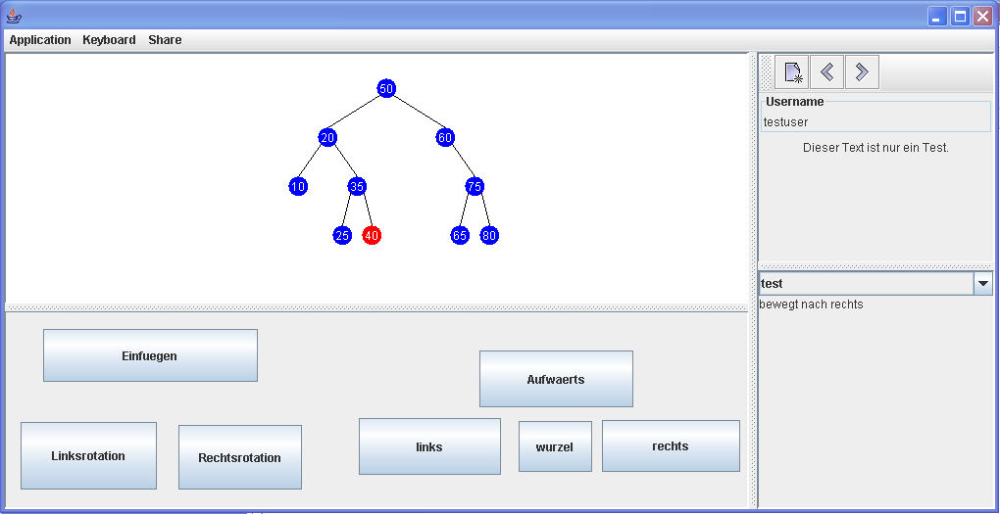 Application Keyboard Share
50
20 60
10 35 75
25 40 65 80
Username
testuser
Dieser Text ist nur ein Test.
test
bewegt nach rechts
Einfuegen
Aufwaerts
Linksrotation Rechtsrotation links wurzel rechts